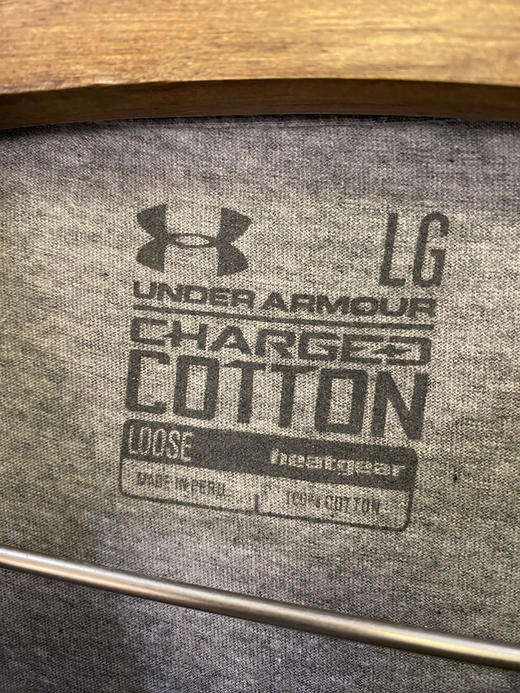 LG
UNDER ARMOUR
CHARGED
COTTON
LOOSE heatgear
MADE IN PERU 100% COTTON